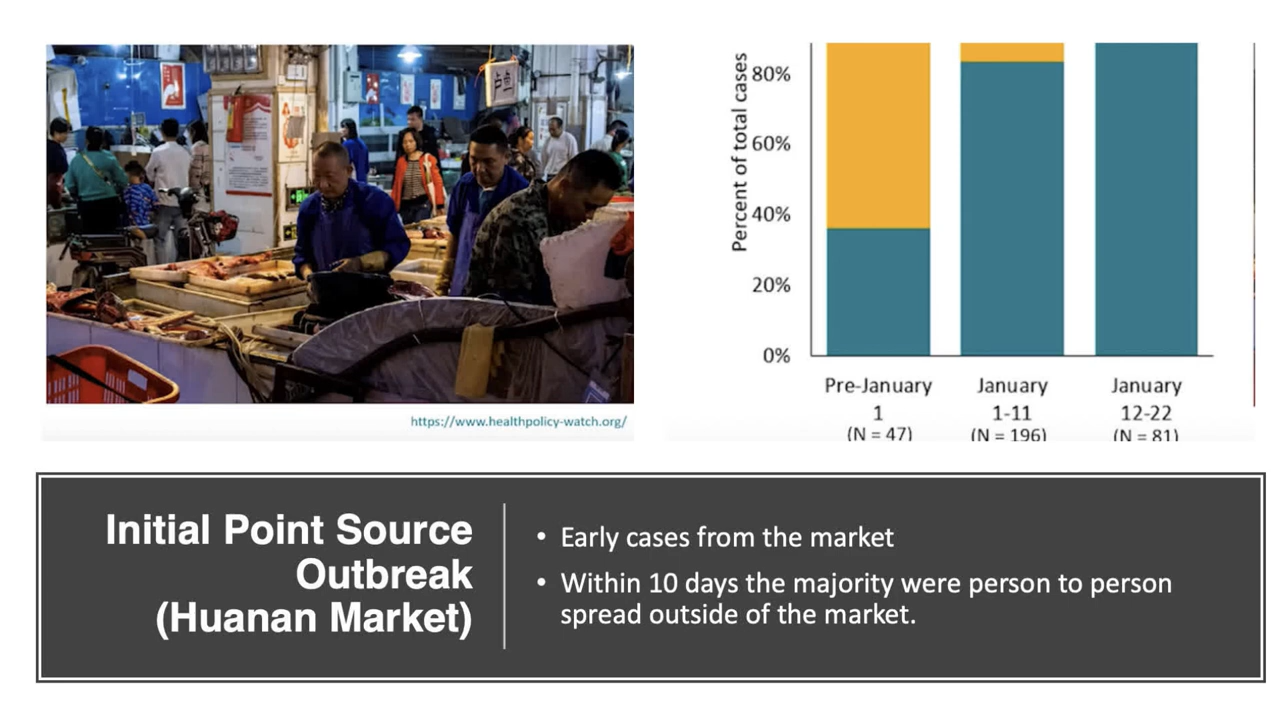 卢鱼
https://www.healthpolicy-watch.org/
Percent of total cases
80%
60%
40%
20%
0%
Pre-January
1
(N = 47)
January
1-11
(N = 196)
January
12-22
(N = 81)
Initial Point Source
Outbreak
(Huanan Market)
• Early cases from the market
• Within 10 days the majority were person to person
spread outside of the market.